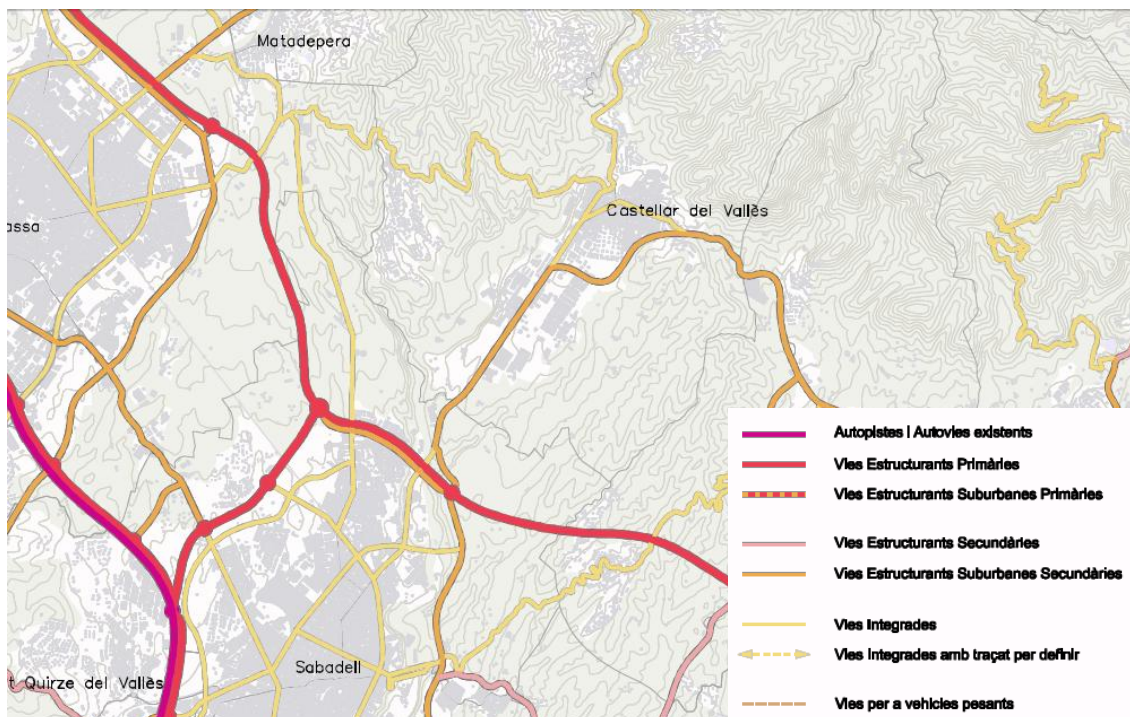 Matadepera
Castellar del Vallès
assa
Sabadell
t Quirze del Vallès
Autopistes i Autovies existents
Vies Estructurants Primàries
Vies Estructurants Suburbanes Primàries
Vies Estructurants Secundàries
Vies Estructurants Suburbanes Secundàries
Vies Integrades
Vies Integrades amb traçat per definir
Vies per a vehicles pesants